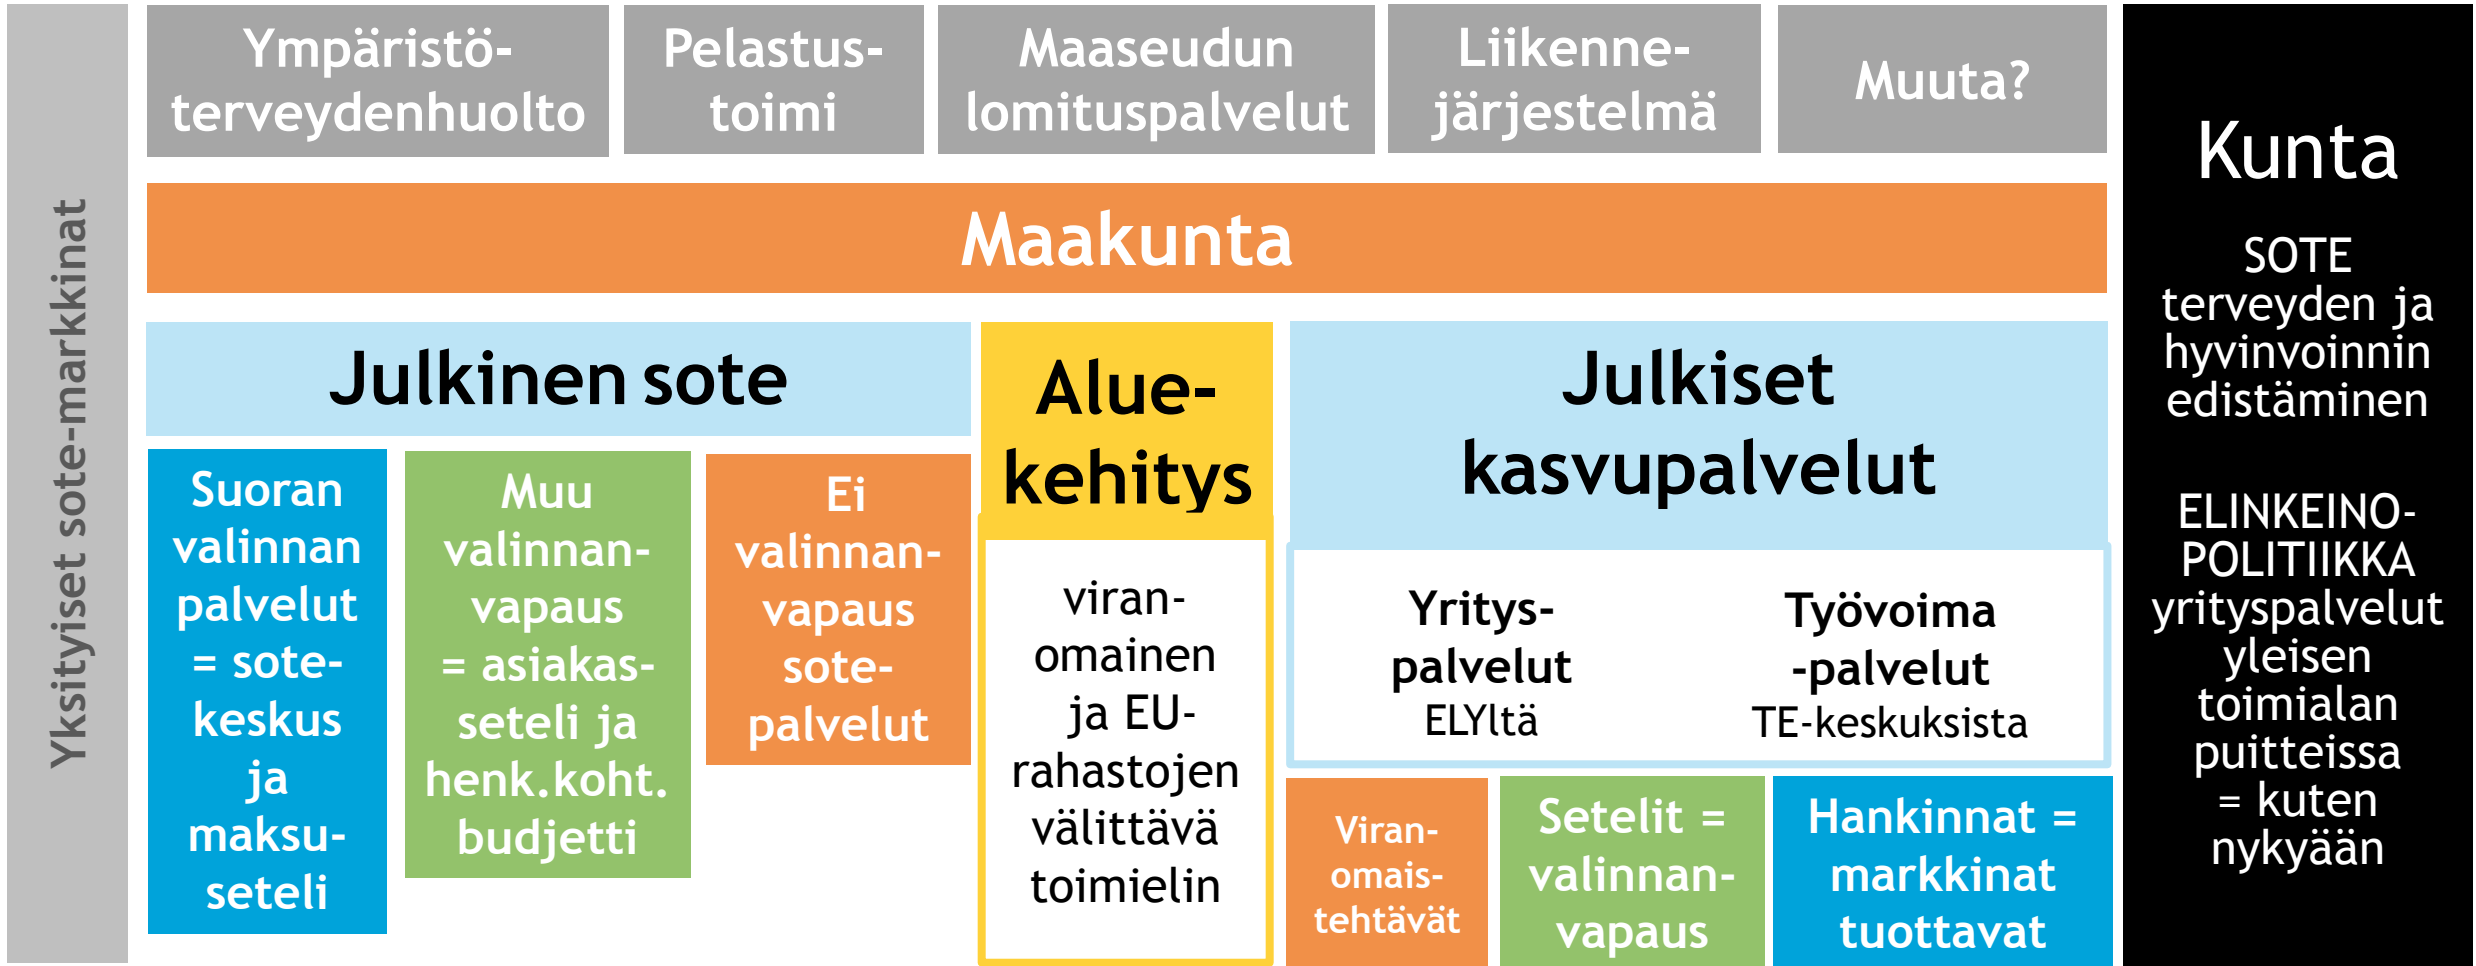 Yksityiset sote-markkinat
Ympäristö-
terveydenhuolto
Pelastus-
toimi
Maaseudun
lomituspalvelut
Liikenne-
järjestelmä
Muuta?
Maakunta
Julkinen sote
Suoran
valinnan
palvelut
= sote-
keskus
ja
maksu-
seteli
Muu
valinnan-
vapaus
= asiakas-
seteli ja
henk.koht.
budjetti
Ei
valinnan-
vapaus
sote-
palvelut
Alue-
kehitys
viran-
omainen
ja EU-
rahastojen
välittävä
toimielin
Julkiset
kasvupalvelut
Yritys-
palvelut
ELYltä
Työvoima
-palvelut
TE-keskuksista
Viran-
omais-
tehtävät
Setelit =
valinnan-
vapaus
Hankinnat =
markkinat
tuottavat
Kunta
SOTE
terveyden ja
hyvinvoinnin
edistäminen
ELINKEINO-
POLITIIKKA
yrityspalvelut
yleisen
toimialan
puitteissa
= kuten
nykyään